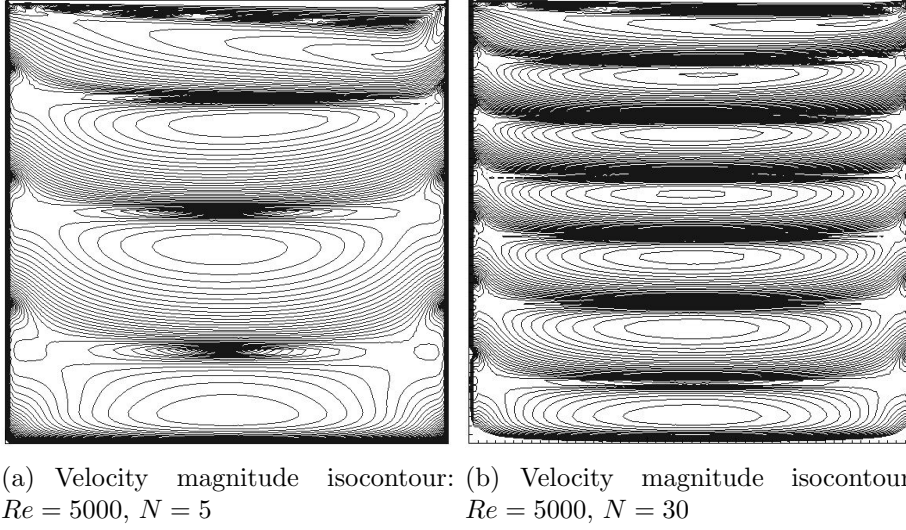 (a) Velocity magnitude isocontour:
Re = 5000, N = 5
(b) Velocity magnitude isocontour
Re = 5000, N = 30